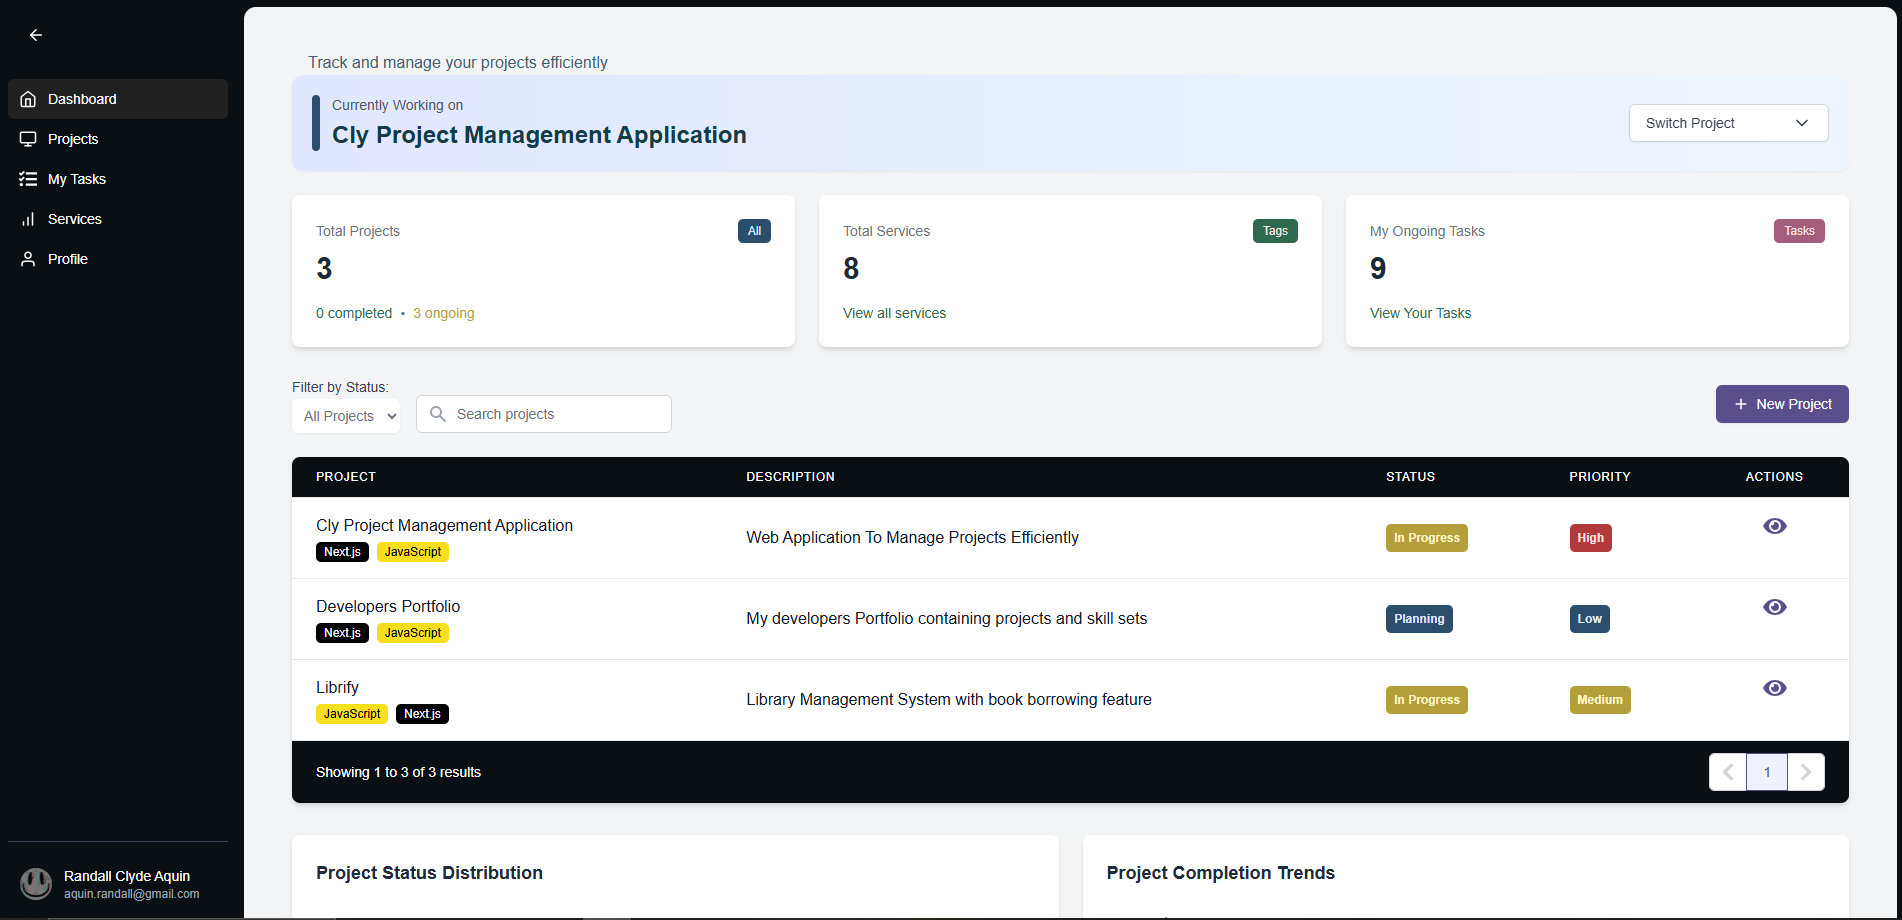 Dashboard
Projects
My Tasks
Services
Profile
Randall Clyde Aquin
aquin.randall@gmail.com
Track and manage your projects efficiently
Currently Working on
Cly Project Management Application
Switch Project
Total Projects
All
3
0 completed • 3 ongoing
Total Services
Tags
8
View all services
My Ongoing Tasks
Tasks
9
View Your Tasks
Filter by Status:
All Projects
Search projects
+ New Project
PROJECT DESCRIPTION STATUS PRIORITY ACTIONS
Cly Project Management Application
Next.js JavaScript
Web Application To Manage Projects Efficiently
In Progress
High
Developers Portfolio
Next.js JavaScript
My developers Portfolio containing projects and skill sets
Planning
Low
Librify
JavaScript Next.js
Library Management System with book borrowing feature
In Progress
Medium
Showing 1 to 3 of 3 results
1
Project Status Distribution
Project Completion Trends